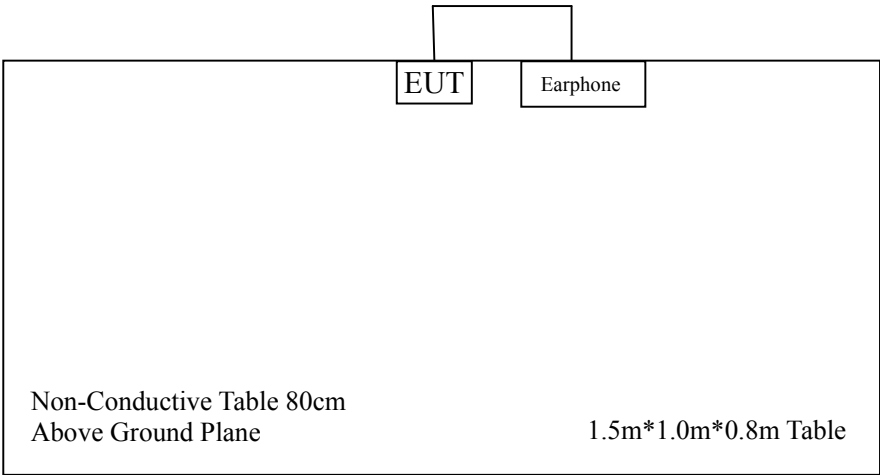 EUT
Earphone
Non-Conductive Table 80cm
Above Ground Plane
1.5m*1.0m*0.8m Table